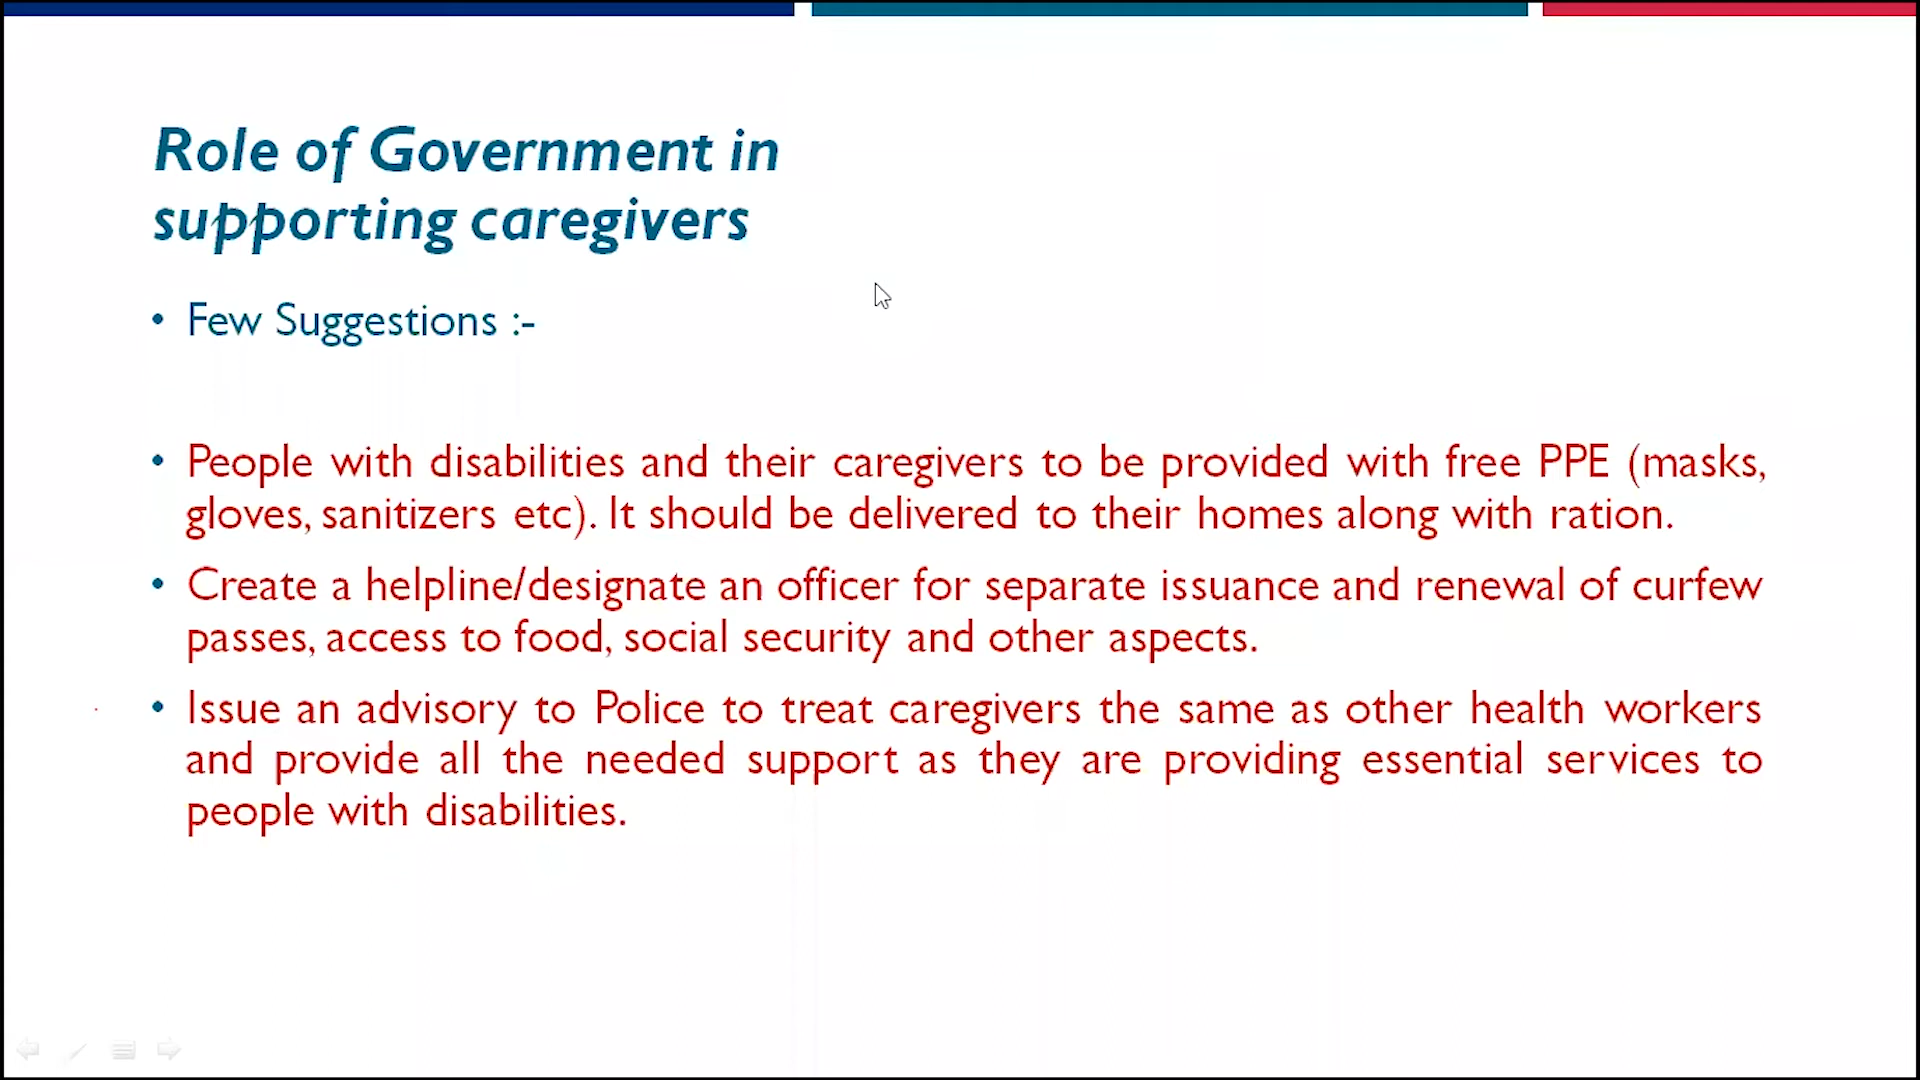 Role of Government in
supporting caregivers
• Few Suggestions :-
• People with disabilities and their caregivers to be provided with free PPE (masks,
gloves, sanitizers etc). It should be delivered to their homes along with ration.
• Create a helpline/designate an officer for separate issuance and renewal of curfew
passes, access to food, social security and other aspects.
• Issue an advisory to Police to treat caregivers the same as other health workers
and provide all the needed support as they are providing essential services to
people with disabilities.